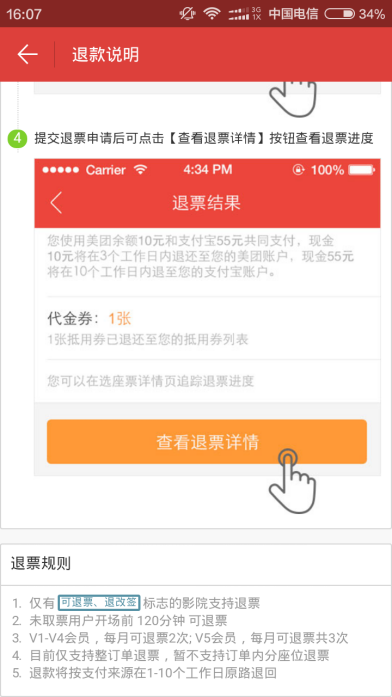 16:07 3G 1X 中国电信 34%
退款说明
4 提交退票申请后可点击【查看退票详情】按钮查看退票进度
Carrier 4:34 PM 100%
退票结果
您使用美团余额10元和支付宝55元共同支付，现金
10元将在3个工作日内退还至您的美团账户，现金55元
将在10个工作日内退至您的支付宝账户。
代金券：1张
1张抵用券已退还至您的抵用券列表
您可以在选座票详情页追踪退票进度
查看退票详情
退票规则
1. 仅有 可退票、退改签 标志的影院支持退票
2. 未取票用户开场前 120分钟 可退票
3. V1-V4会员，每月可退票2次; V5会员，每月可退票共3次
4. 目前仅支持整订单退票，暂不支持订单内分座位退票
5. 退款将按支付来源在1-10个工作日原路退回